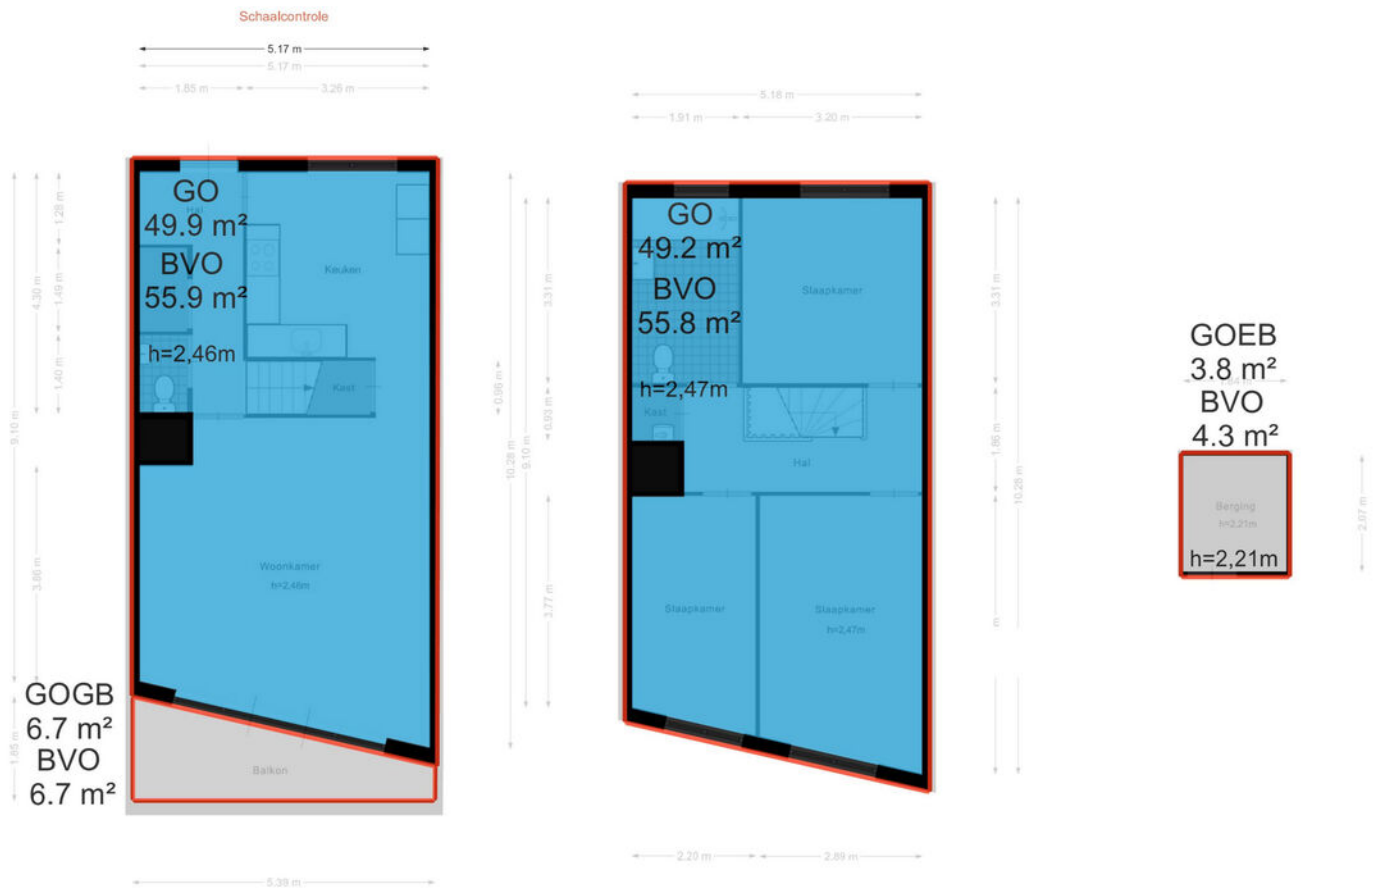 Schaalcontrole
5.17 m
5.17 m
1.85 m
3.26 m
5.18 m
1.91 m
3.20 m
GO
49.9 m²
Hal
BVO
55.9 m²
h=2,46m
Keuken
Kast
Woonkamer
h=2,46m
9.10 m
4.30 m
3.86 m
1.28 m
1.49 m
1.40 m
1.85 m
GOGB
6.7 m²
BVO
6.7 m²
Balkon
5.39 m
10.28 m
9.10 m
0.96 m
3.31 m
0.93 m
3.77 m
GO
49.2 m²
BVO
55.8 m²
h=2,47m
Slaapkamer
Kast
Hal
Slaapkamer
Slaapkamer
h=2,47m
3.31 m
1.86 m
m
10.28 m
2.20 m
2.89 m
GOEB
3.8 m²
BVO
4.3 m²
Berging
h=2.21m
h=2,21m
2.07 m